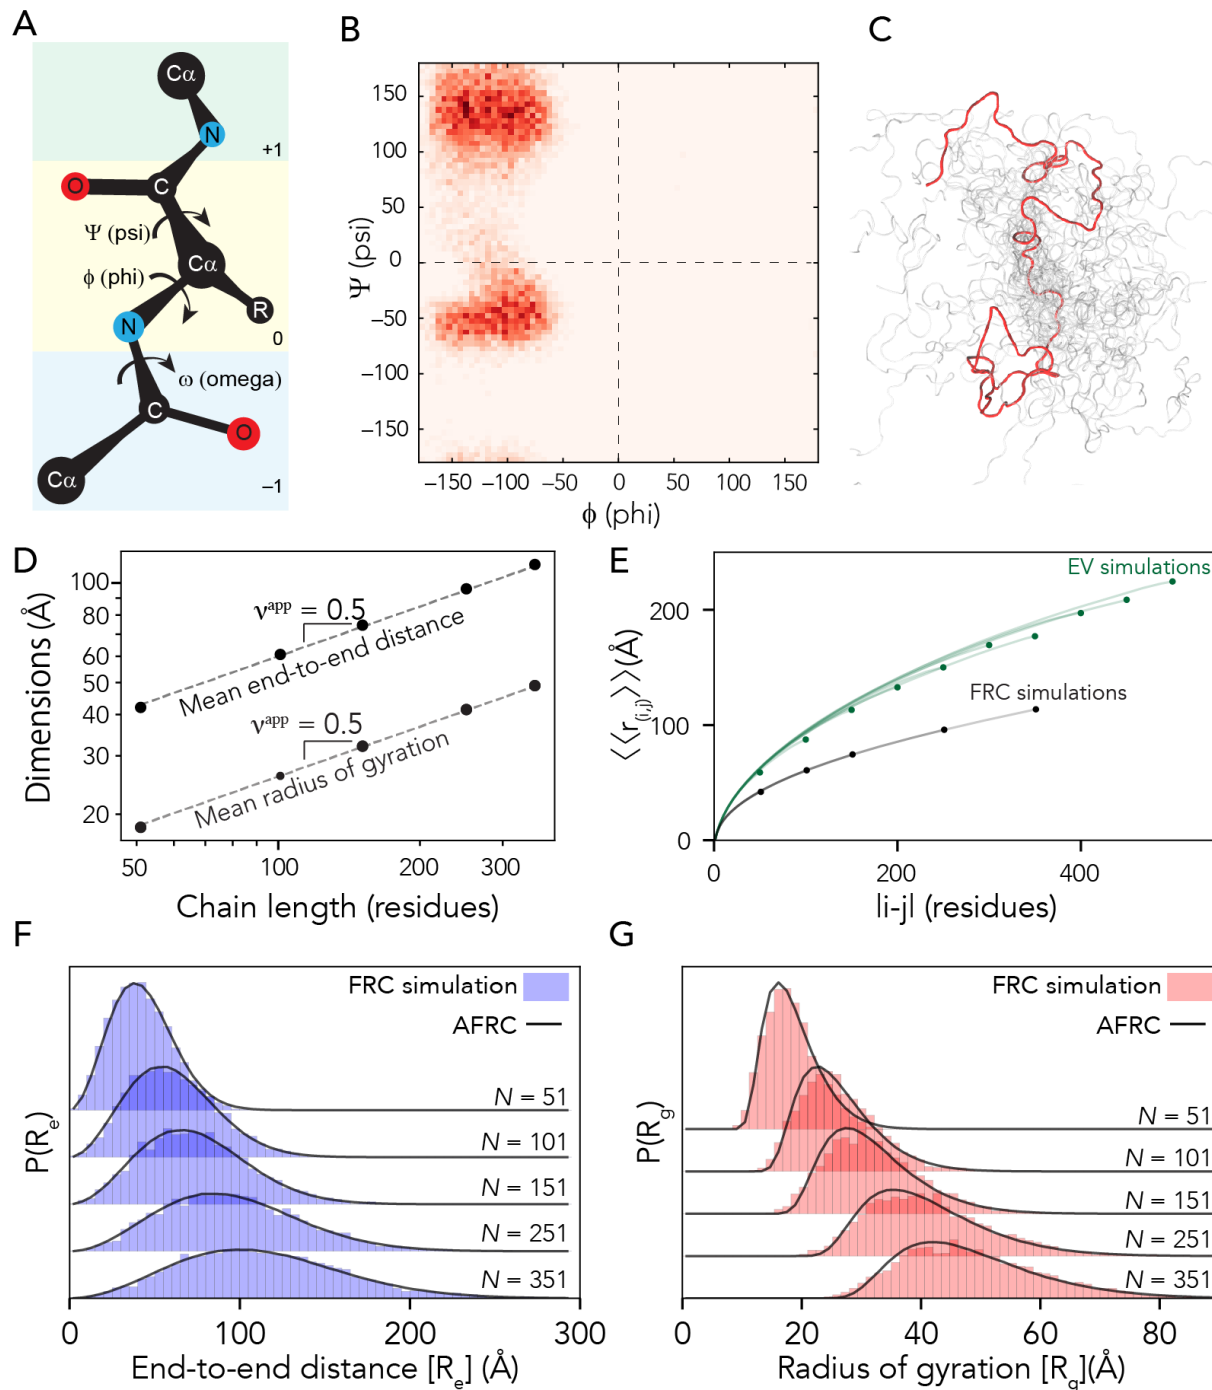 A
Cα
N
+1
O
C
Ψ (psi)
Cα
ϕ (phi)
R
N
0
ω (omega)
C
O
Cα
−1
B
150
100
50
0
−50
−100
−150
Ψ (psi)
−150
−100
−50
0
50
100
150
ϕ (phi)
C
D
100
80
60
50
40
30
20
Dimensions (Å)
νapp = 0.5
Mean end-to-end distance
νapp = 0.5
Mean radius of gyration
50
100
200
300
Chain length (residues)
E
EV simulations
FRC simulations
200
100
0
⟨⟨r(i,j)⟩⟩(Å)
0
200
400
|i-j| (residues)
F
FRC simulation
AFRC
N = 51
N = 101
N = 151
N = 251
N = 351
P(Re)
0
100
200
300
End-to-end distance [Re] (Å)
G
FRC simulation
AFRC
N = 51
N = 101
N = 151
N = 251
N = 351
P(Rg)
0
20
40
60
80
Radius of gyration [Rg](Å)